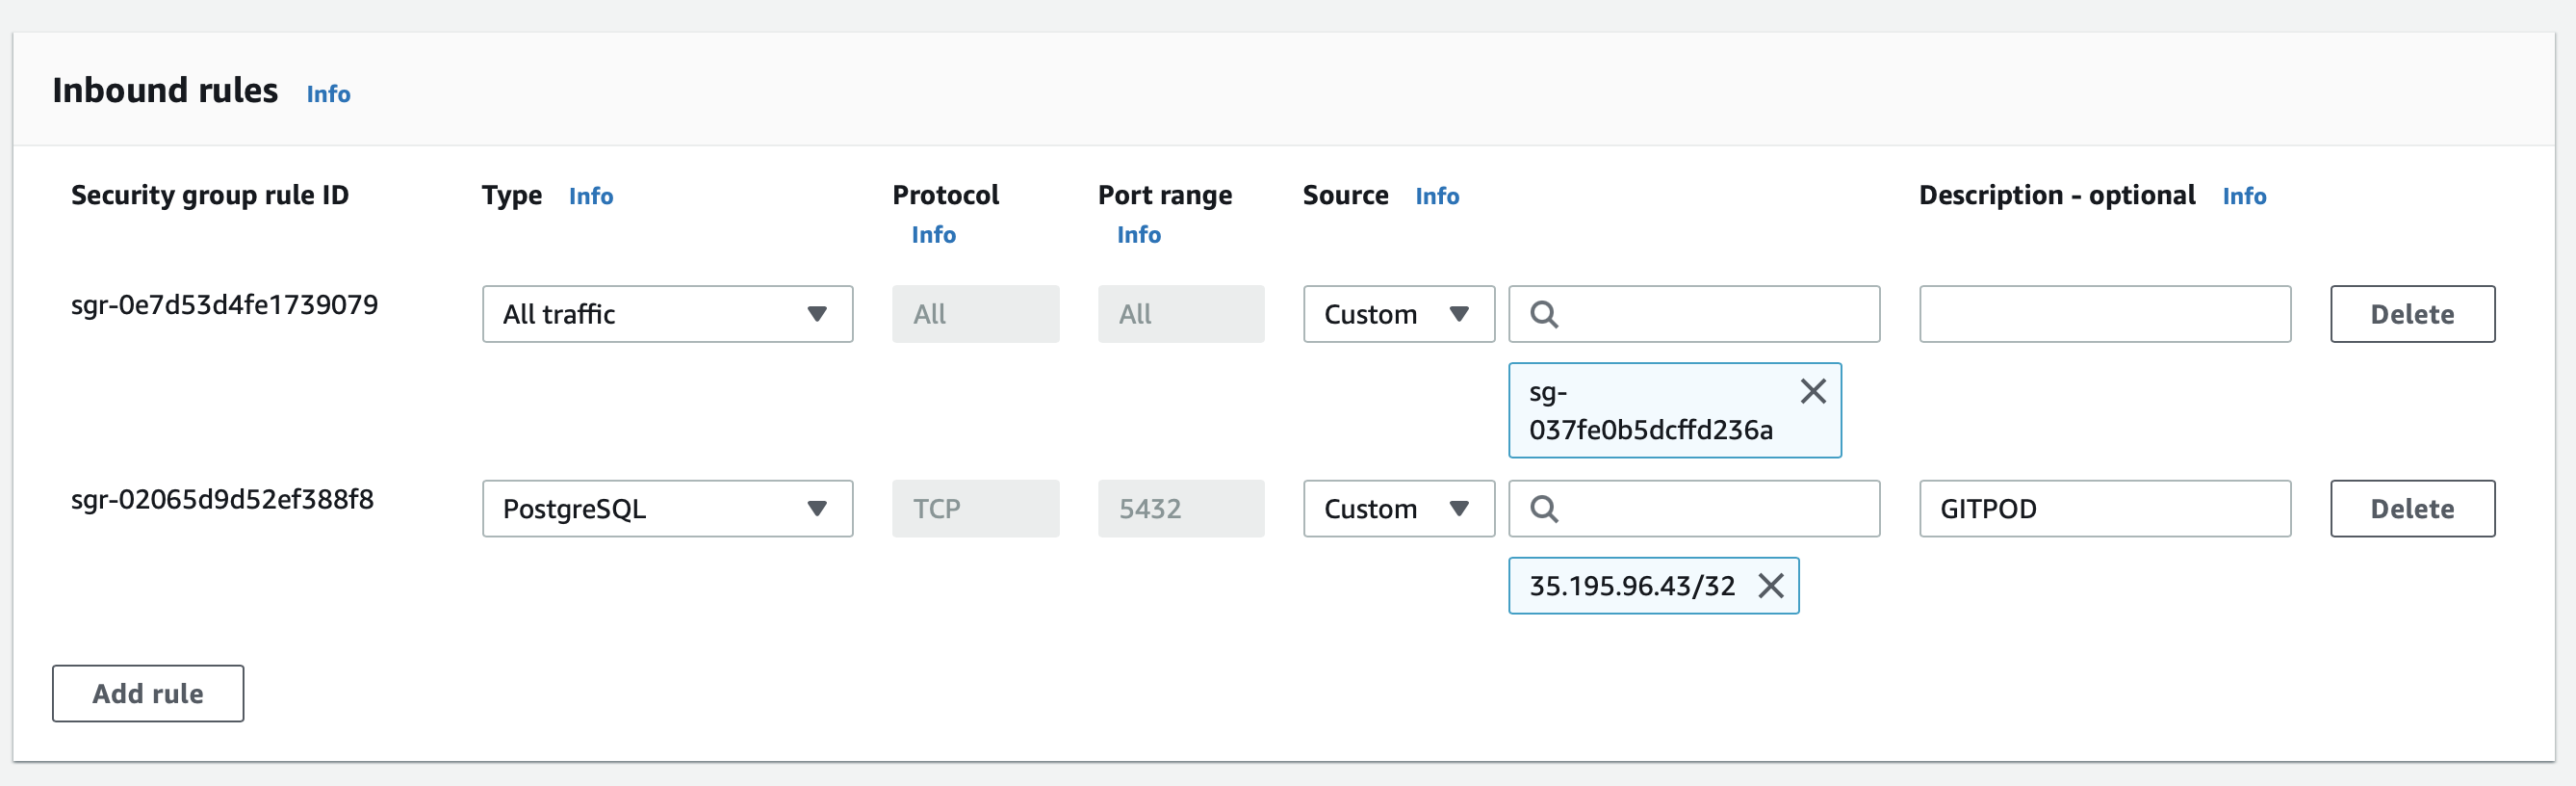 Inbound rules Info
Security group rule ID Type Info Protocol Info Port range Info Source Info Description - optional Info
sgr-0e7d53d4fe1739079 All traffic All All Custom Delete
sg-
037fe0b5dcffd236a
sgr-02065d9d52ef388f8 PostgreSQL TCP 5432 Custom GITPOD Delete
35.195.96.43/32
Add rule